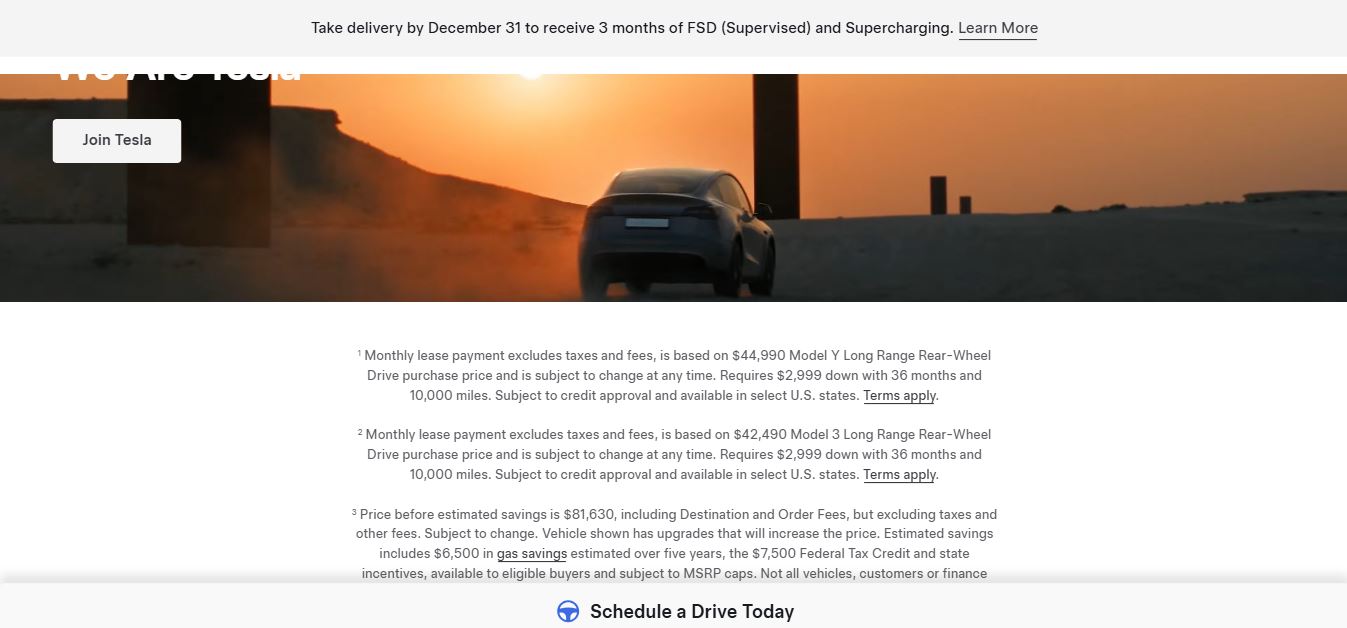 Take delivery by December 31 to receive 3 months of FSD (Supervised) and Supercharging. Learn More
We Are Tesla
Join Tesla
¹ Monthly lease payment excludes taxes and fees, is based on $44,990 Model Y Long Range Rear-Wheel
Drive purchase price and is subject to change at any time. Requires $2,999 down with 36 months and
10,000 miles. Subject to credit approval and available in select U.S. states. Terms apply.
² Monthly lease payment excludes taxes and fees, is based on $42,490 Model 3 Long Range Rear-Wheel
Drive purchase price and is subject to change at any time. Requires $2,999 down with 36 months and
10,000 miles. Subject to credit approval and available in select U.S. states. Terms apply.
³ Price before estimated savings is $81,630, including Destination and Order Fees, but excluding taxes and
other fees. Subject to change. Vehicle shown has upgrades that will increase the price. Estimated savings
includes $6,500 in gas savings estimated over five years, the $7,500 Federal Tax Credit and state
incentives, available to eligible buyers and subject to MSRP caps. Not all vehicles, customers or finance
Schedule a Drive Today